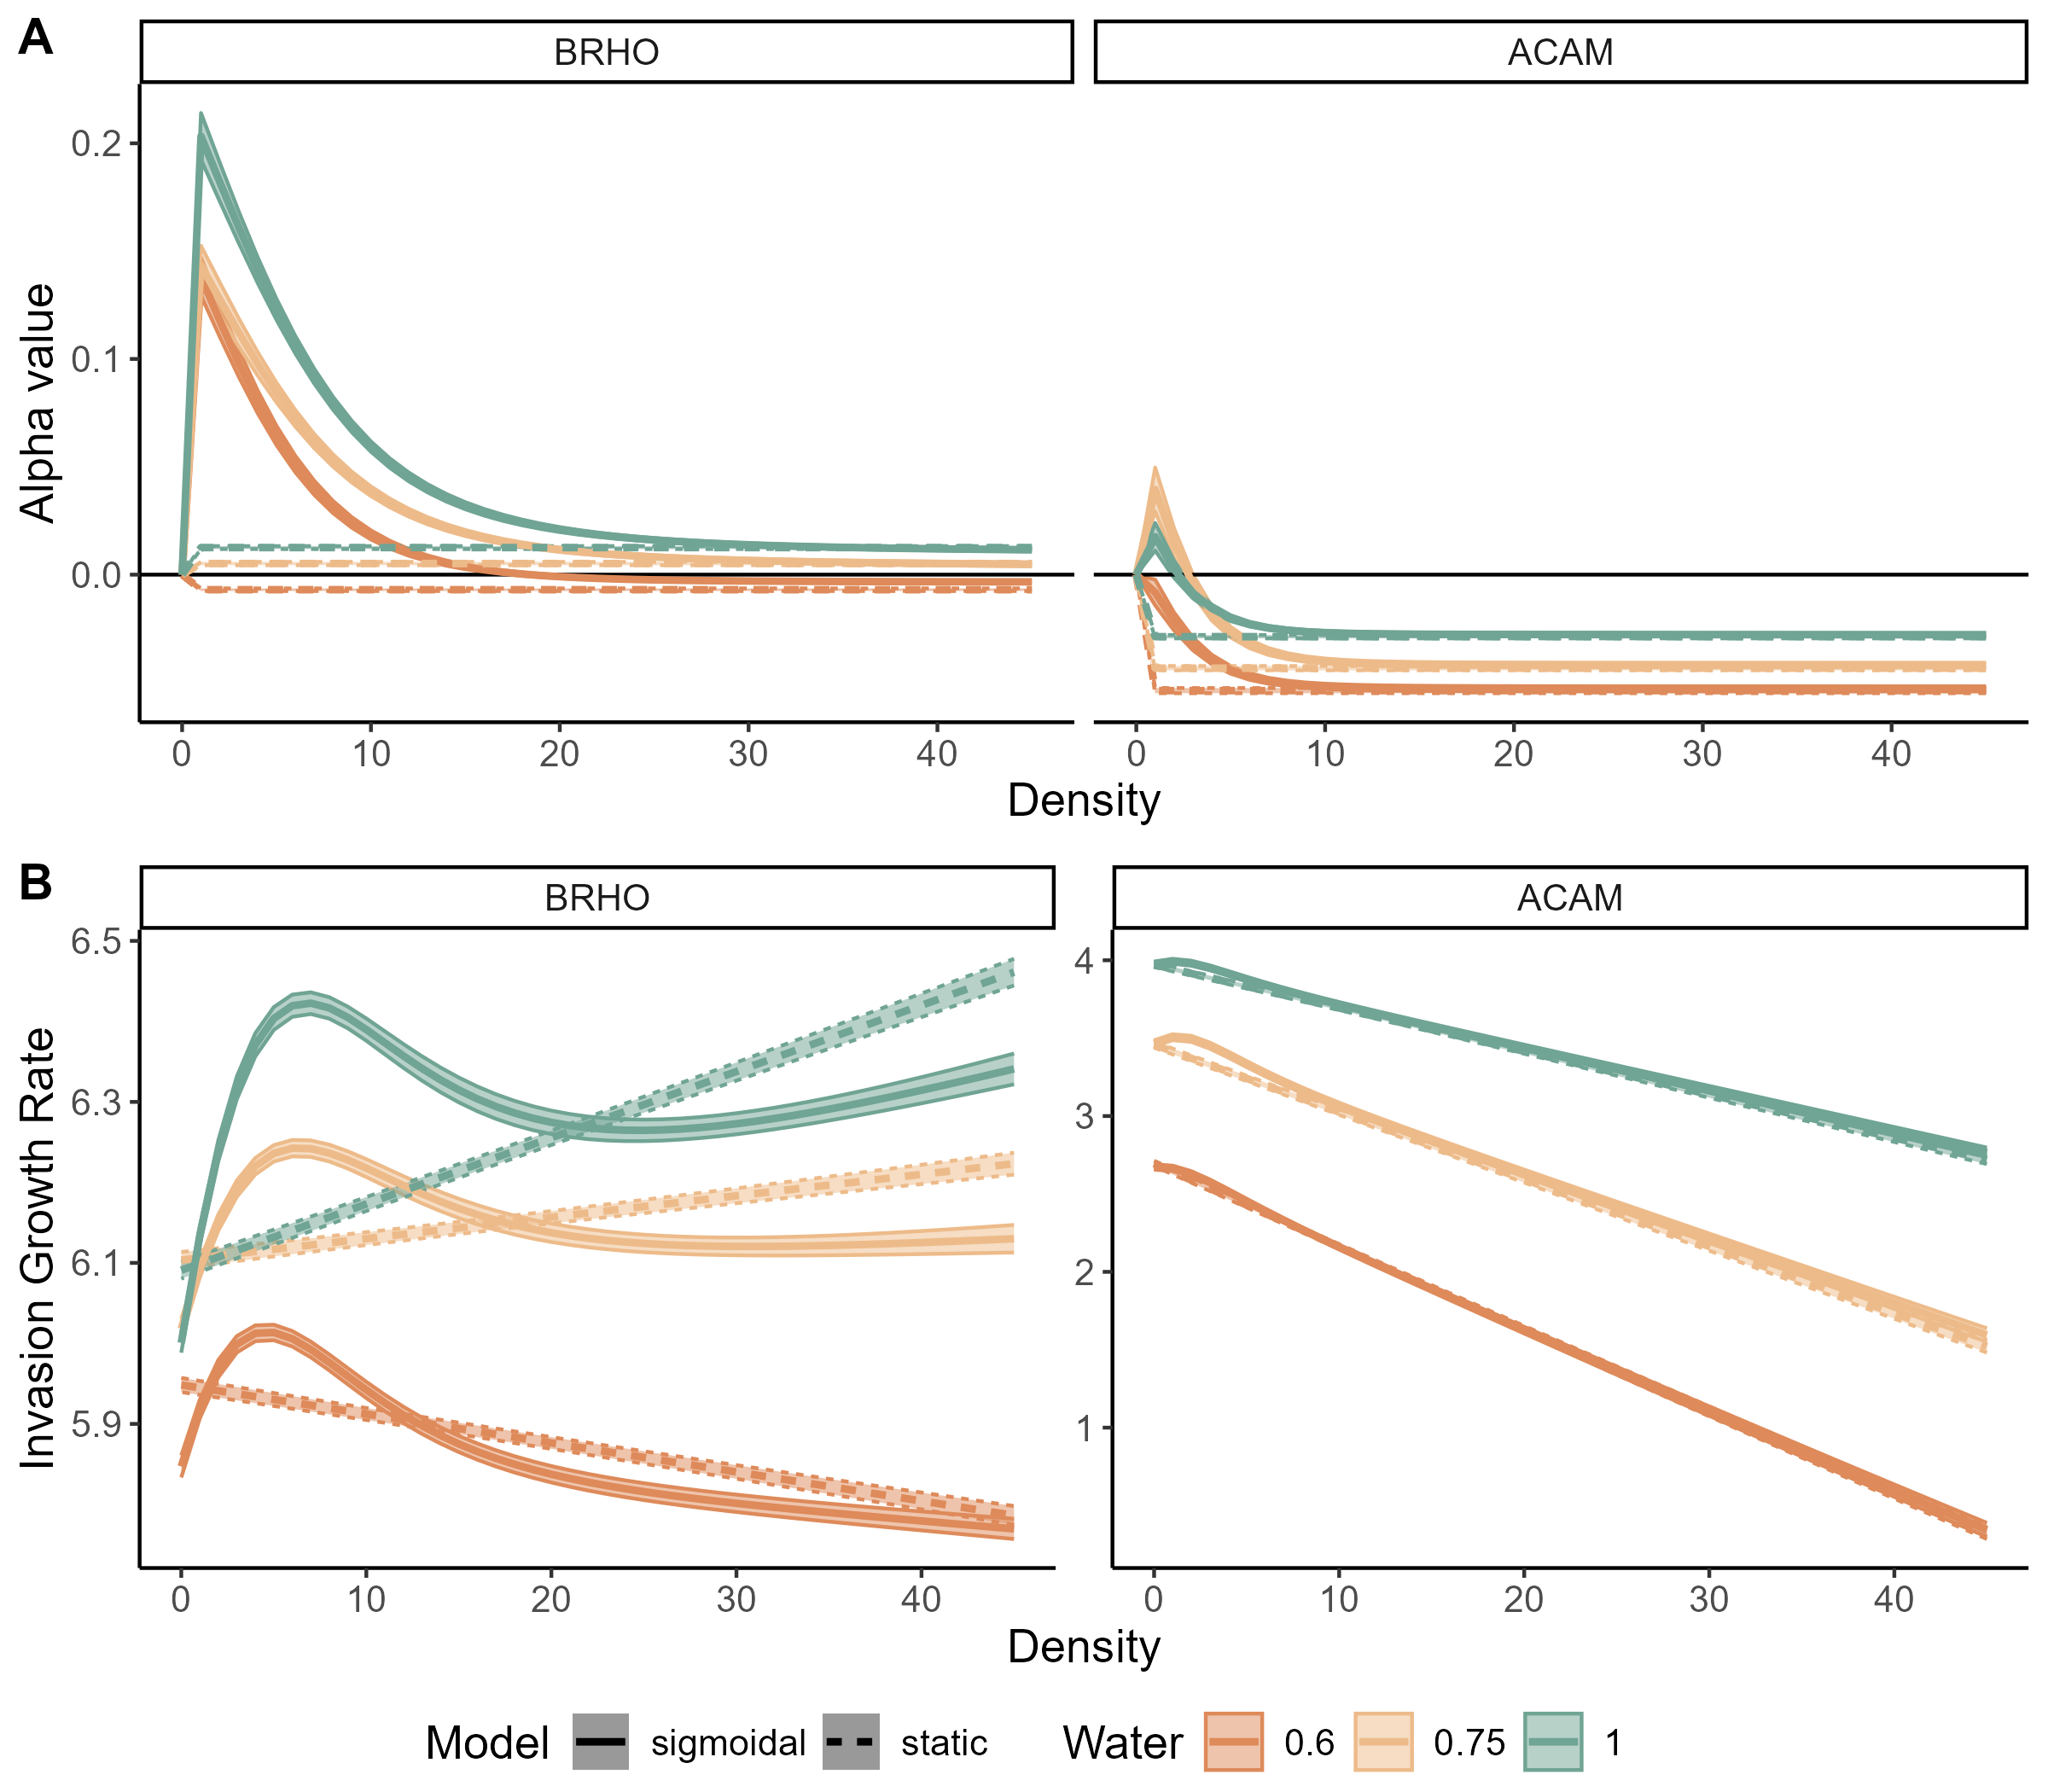 A
BRHO
ACAM
Alpha value
0.2
0.1
0.0
0 10 20 30 40
0 10 20 30 40
Density
B
BRHO
ACAM
Invasion Growth Rate
6.5
6.3
6.1
5.9
4
3
2
1
0 10 20 30 40
0 10 20 30 40
Density
Model sigmoidal static Water 0.6 0.75 1